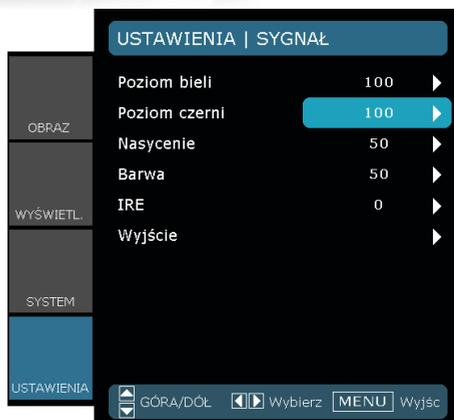 USTAWIENIA | SYGNAŁ
Poziom bieli 100
Poziom czerni 100
Nasycenie 50
Barwa 50
IRE 0
Wyjście
OBRAZ
WYŚWIETL.
SYSTEM
USTAWIENIA
GÓRA/DÓŁ Wybierz MENU Wyjśc